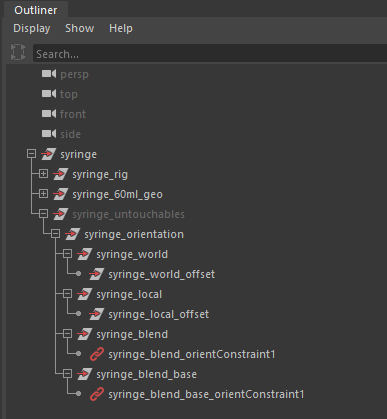 Outliner
Display Show Help
Search...
persp
top
front
side
syringe
syringe_rig
syringe_60ml_geo
syringe_untouchables
syringe_orientation
syringe_world
syringe_world_offset
syringe_local
syringe_local_offset
syringe_blend
syringe_blend_orientConstraint1
syringe_blend_base
syringe_blend_base_orientConstraint1